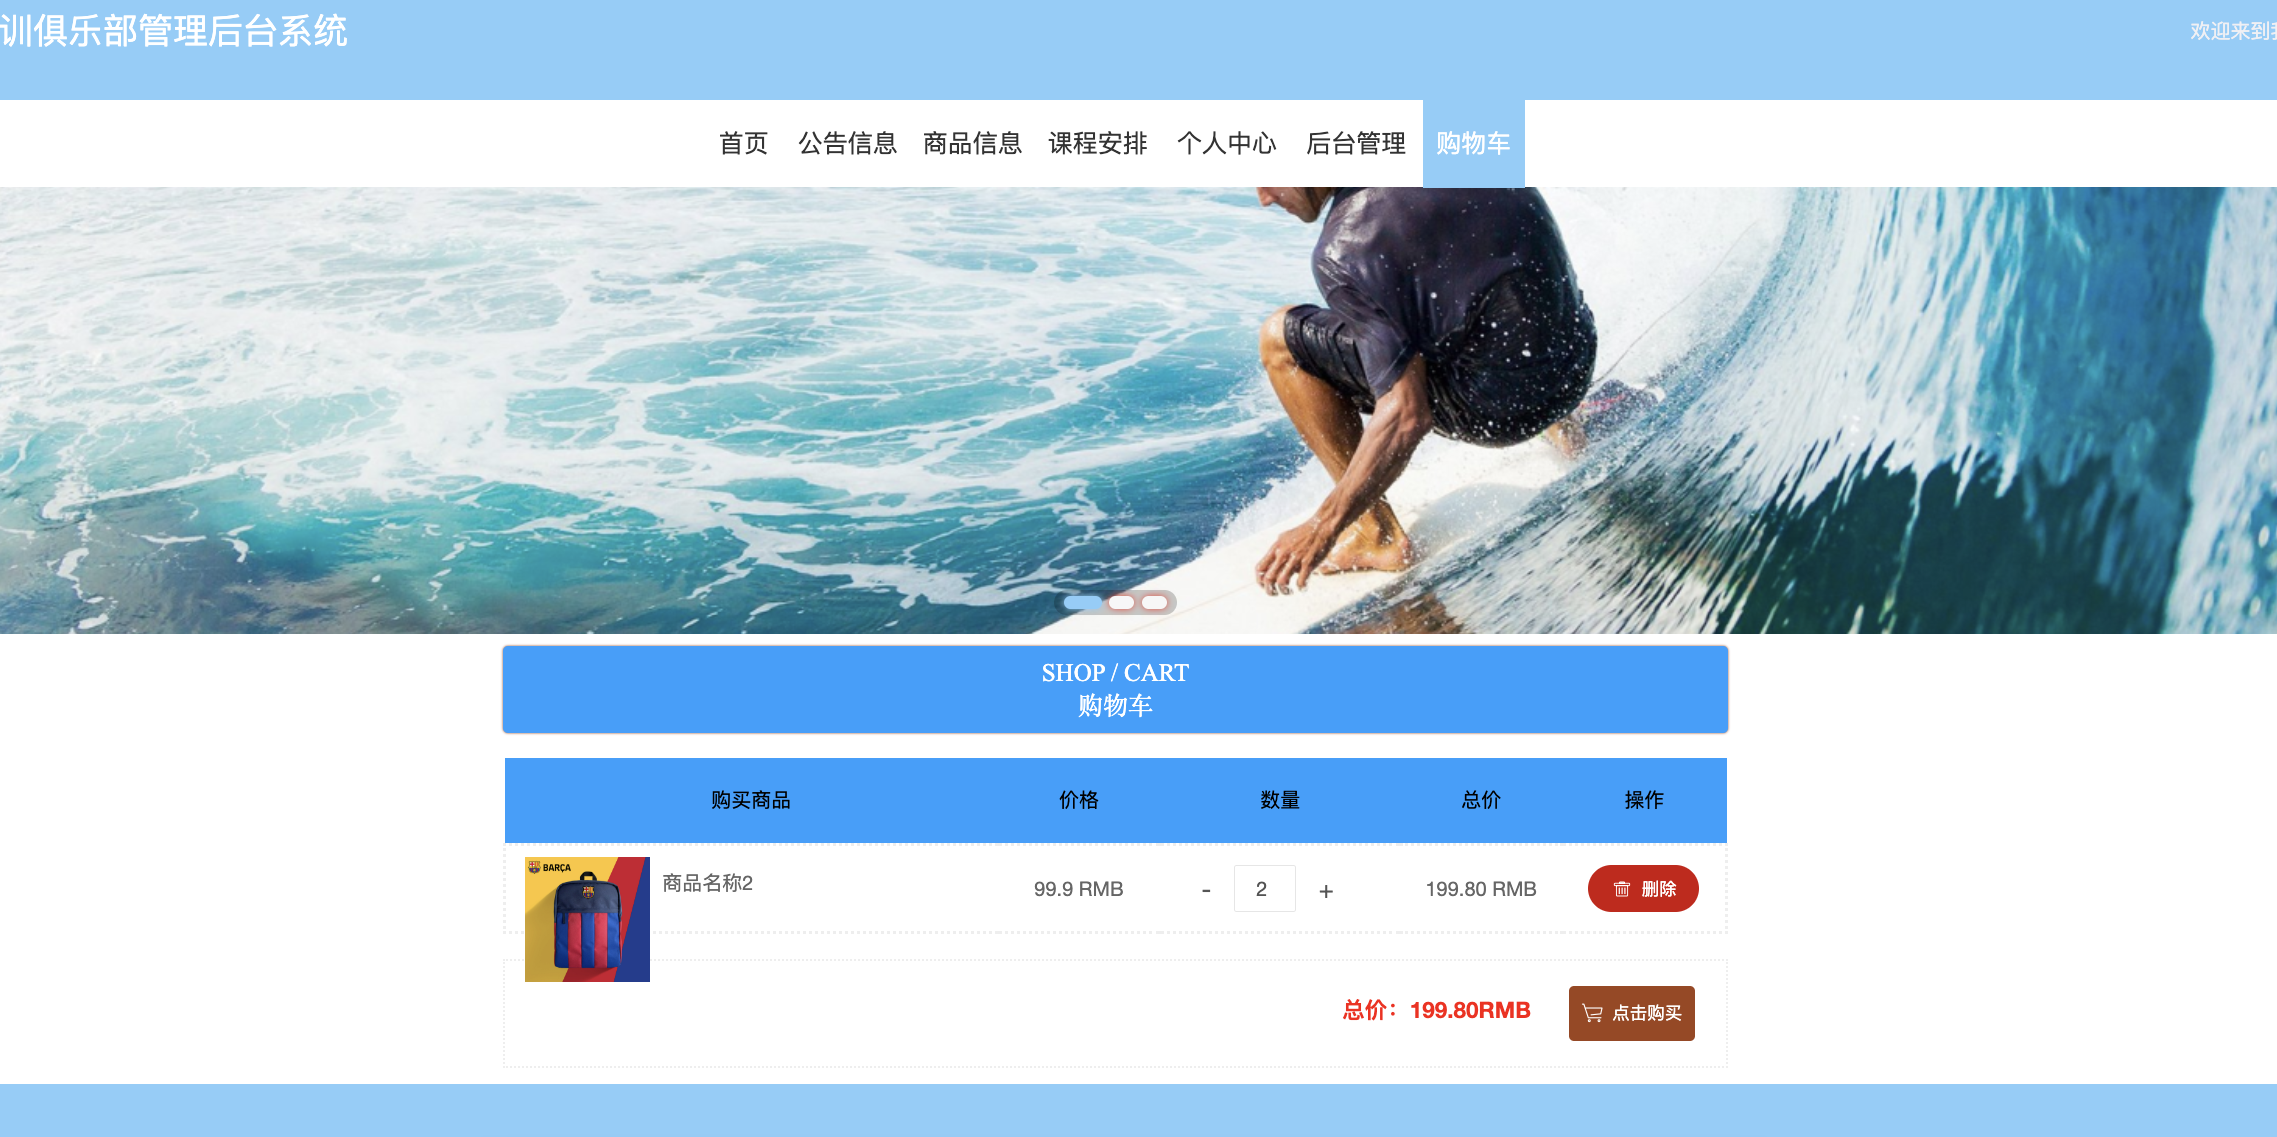 训俱乐部管理后台系统
欢迎来到
首页 公告信息 商品信息 课程安排 个人中心 后台管理 购物车
SHOP / CART
购物车
购买商品 价格 数量 总价 操作
BARÇA
商品名称2 99.9 RMB - 2 + 199.80 RMB 删除
总价：199.80RMB 点击购买